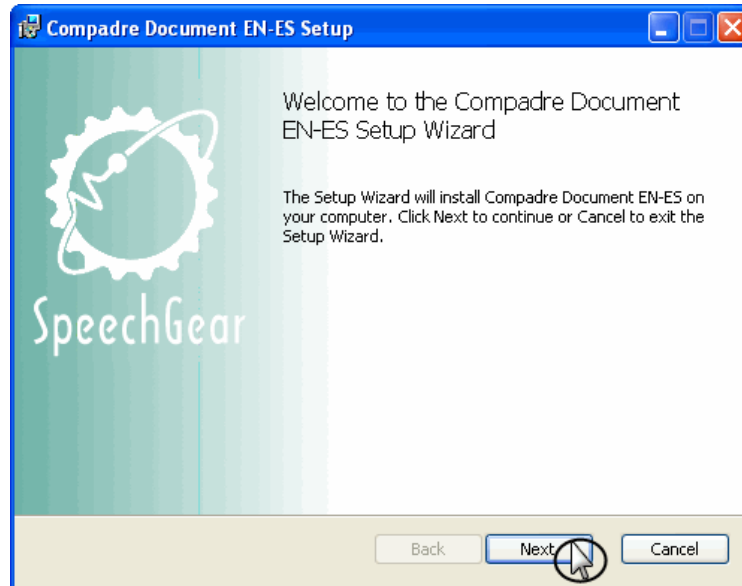 Compadre Document EN-ES Setup
Welcome to the Compadre Document
EN-ES Setup Wizard
The Setup Wizard will install Compadre Document EN-ES on
your computer. Click Next to continue or Cancel to exit the
Setup Wizard.
SpeechGear
Back Next Cancel